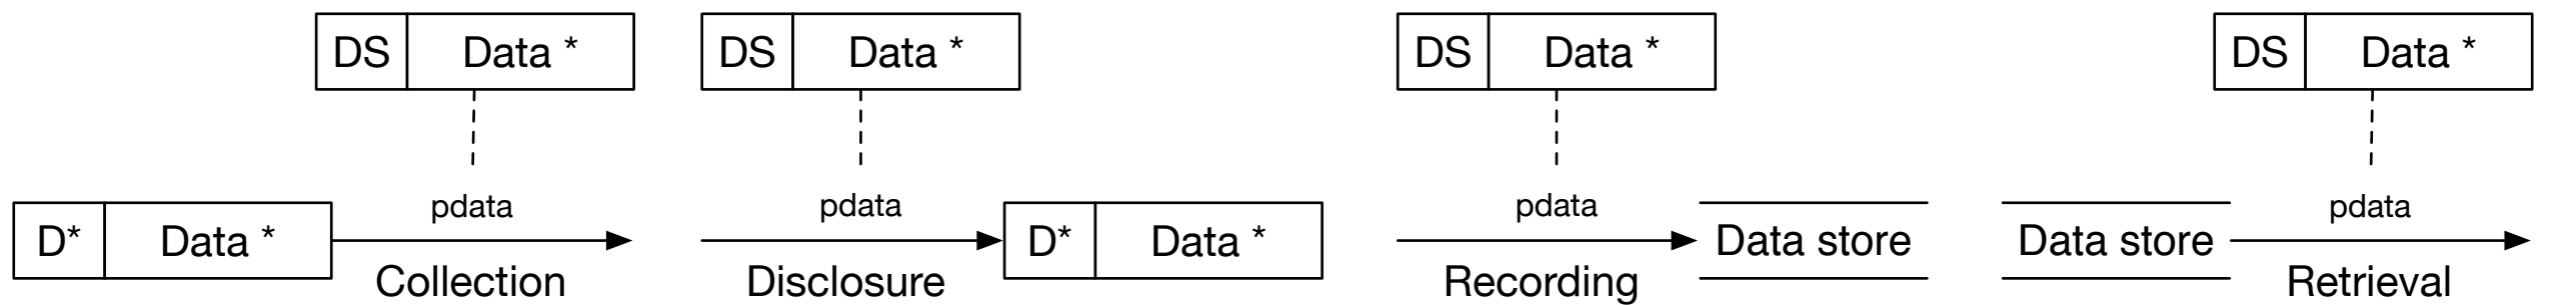 DS Data * DS Data * DS Data * DS Data *
pdata pdata pdata pdata
D* Data * D* Data * Data store Data store
Collection Disclosure Recording Retrieval